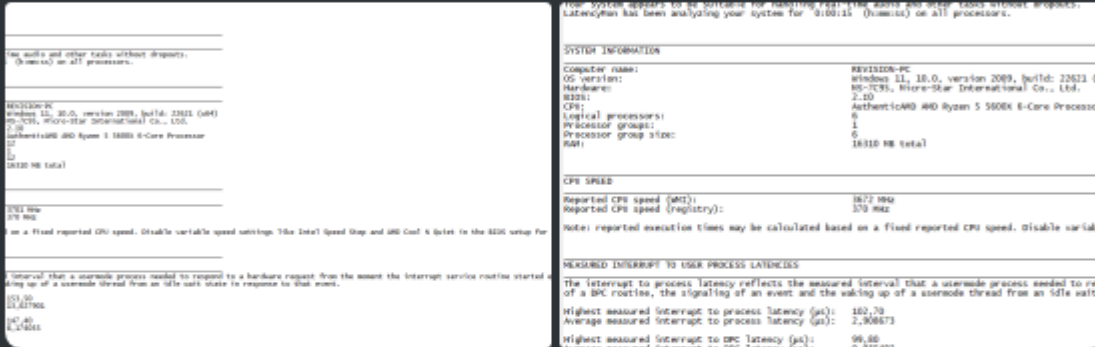 ime audio and other tasks without dropouts.
(h:mm:ss) on all processors.
REVISION-PC
Windows 11, 10.0, version 2009, build: 22621 (x64)
MS-7C95, Micro-Star International Co., Ltd.
2.10
AuthenticAMD AMD Ryzen 5 5600X 6-Core Processor
12
1
12
16310 MB total
3701 MHz
370 MHz
on a fixed reported CPU speed. Disable variable speed settings like Intel Speed Step and AMD Cool N Quiet in the BIOS setup for
interval that a usermode process needed to respond to a hardware request from the moment the interrupt service routine started
king up of a usermode thread from an idle wait state in response to that event.
Your system appears to be suitable for handling real-time audio and other tasks without dropouts.
LatencyMon has been analyzing your system for 0:00:15 (h:mm:ss) on all processors.
SYSTEM INFORMATION
Computer name: REVISION-PC
OS version: Windows 11, 10.0, version 2009, build: 22621
Hardware: MS-7C95, Micro-Star International Co., Ltd.
BIOS: 2.10
CPU: AuthenticAMD AMD Ryzen 5 5600X 6-Core Process
Logical processors: 6
Processor groups: 1
Processor group size: 6
RAM: 16310 MB total
CPU SPEED
Reported CPU speed (WMI): 3672 MHz
Reported CPU speed (registry): 370 MHz
Note: reported execution times may be calculated based on a fixed reported CPU speed. Disable variab
MEASURED INTERRUPT TO USER PROCESS LATENCIES
The interrupt to process latency reflects the measured interval that a usermode process needed to re
of a DPC routine, the signaling of an event and the waking up of a usermode thread from an idle wait
Highest measured interrupt to process latency (µs): 102,70
Average measured interrupt to process latency (µs): 2,908673
Highest measured interrupt to DPC latency (µs): 99,80